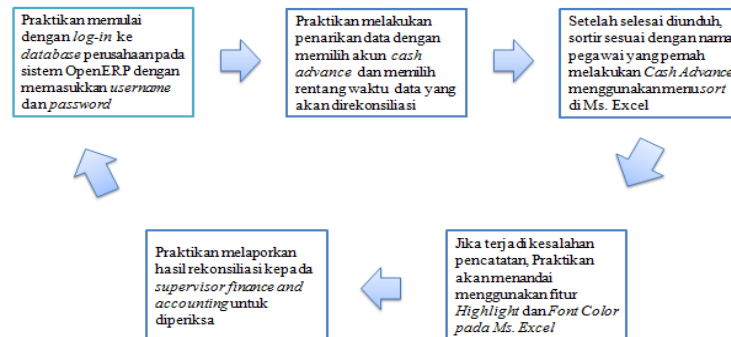 Praktikan memulai
dengan log-in ke
database perusahaan pada
sistem OpenERP dengan
memasukkan username
dan password
Praktikan melakukan
penarikan data dengan
memilih akun cash
advance dan memilih
rentang waktu data yang
akan direkonsiliasi
Setelah selesai diunduh,
sortir sesuai dengan nama
pegawai yang pernah
melakukan Cash Advance
menggunakan menu sort
di Ms. Excel
Jika terjadi kesalahan
pencatatan, Praktikan
akan menandai
menggunakan fitur
Highlight dan Font Color
pada Ms. Excel
Praktikan melaporkan
hasil rekonsiliasi kepada
supervisor finance and
accounting untuk
diperiksa